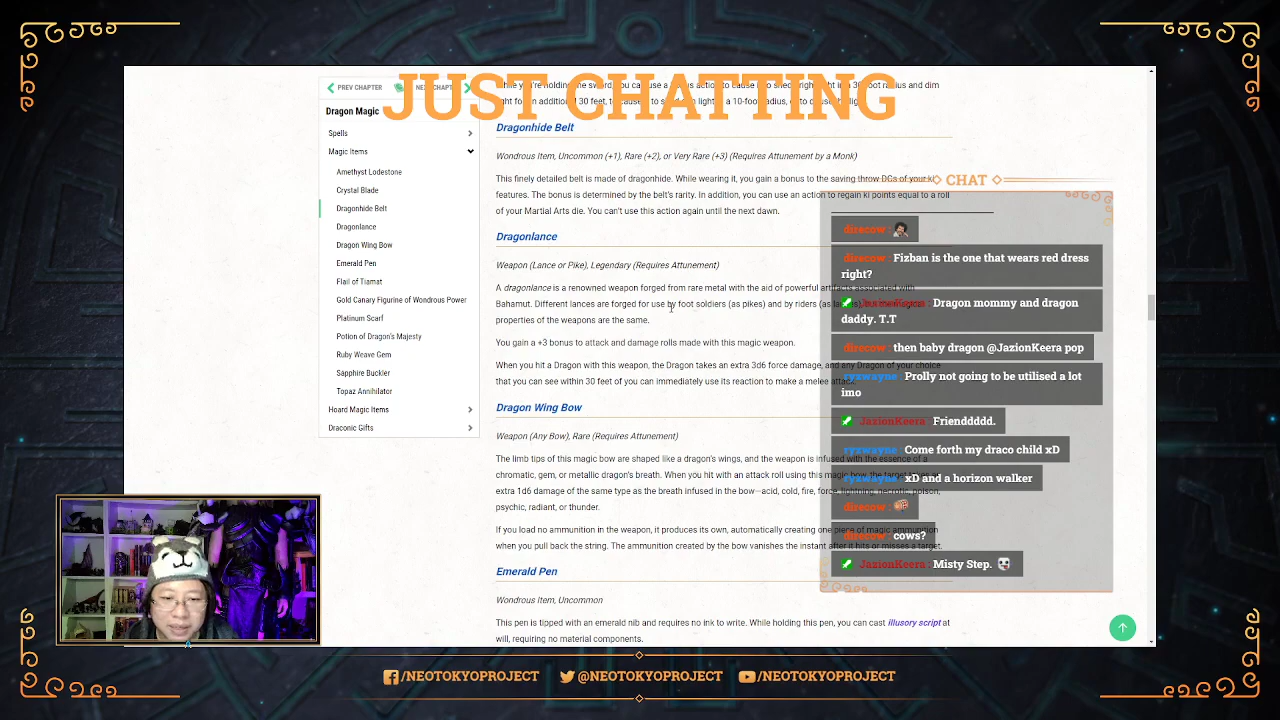 JUST CHATTING
PREV CHAPTER
Dragon Magic
Spells
Magic Items
Amethyst Lodestone
Crystal Blade
Dragonhide Belt
Dragonlance
Dragon Wing Bow
Emerald Pen
Flail of Tiamat
Gold Canary Figurine of Wondrous Power
Platinum Scarf
Potion of Dragon's Majesty
Ruby Weave Gem
Sapphire Buckler
Topaz Annihilator
Hoard Magic Items
Draconic Gifts
Dragonhide Belt
Wondrous Item, Uncommon (+1), Rare (+2), or Very Rare (+3) (Requires Attunement by a Monk)
This finely detailed belt is made of dragonhide. While wearing it, you gain a bonus to the saving throw DCs of your ki
features. The bonus is determined by the belt's rarity. In addition, you can use an action to regain ki points equal to a roll
of your Martial Arts die. You can't use this action again until the next dawn.
Dragonlance
Weapon (Lance or Pike), Legendary (Requires Attunement)
A dragonlance is a renowned weapon forged from rare metal with the aid of powerful artifacts associated with
Bahamut. Different lances are forged for use by foot soldiers (as pikes) and by riders (as
properties of the weapons are the same.
You gain a +3 bonus to attack and damage rolls made with this magic weapon.
When you hit a Dragon with this weapon, the Dragon takes an extra 3d6 force damage, and any Dragon of your choice
that you can see within 30 feet of you can immediately use its reaction to make a melee attack.
Dragon Wing Bow
Weapon (Any Bow), Rare (Requires Attunement)
The limb tips of this magic bow are shaped like a dragon's wings, and the weapon is infused with the essence of a
chromatic, gem, or metallic dragon's breath. When you hit with an attack roll using this magic bow, the target takes an
extra 1d6 damage of the same type as the breath infused in the bow—acid, cold, fire, force, lightning, necrotic, poison,
psychic, radiant, or thunder.
If you load no ammunition in the weapon, it produces its own, automatically creating one piece of magic ammunition
when you pull back the string. The ammunition created by the bow vanishes the instant after it hits or misses a target.
Emerald Pen
Wondrous Item, Uncommon
This pen is tipped with an emerald nib and requires no ink to write. While holding this pen, you can cast illusory script at
will, requiring no material components.
CHAT
direcow :
direcow : Fizban is the one that wears red dress
right?
JazionKeera : Dragon mommy and dragon
daddy. T.T
direcow : then baby dragon @JazionKeera pop
ryxwayne : Prolly not going to be utilised a lot
imo
JazionKeera : Frienddddd.
ryxwayne : Come forth my draco child xD
ryxwayne : xD and a horizon walker
direcow :
direcow : cows?
JazionKeera : Misty Step.
/NEOTOKYOPROJECT
@NEOTOKYOPROJECT
/NEOTOKYOPROJECT